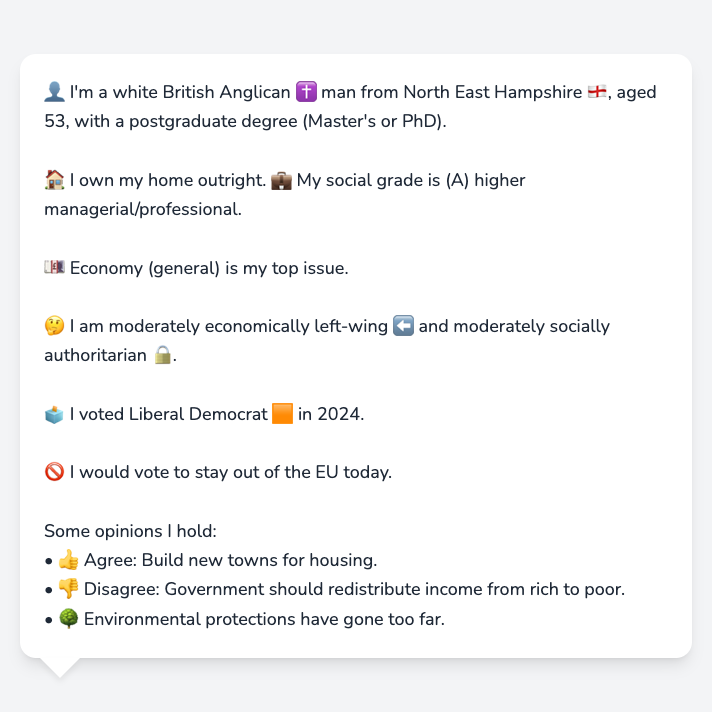 👤 I'm a white British Anglican ✝️ man from North East Hampshire 🏴󠁧󠁢󠁥󠁮󠁧󠁿, aged
53, with a postgraduate degree (Master's or PhD).
🏠 I own my home outright. 💼 My social grade is (A) higher
managerial/professional.
💷 Economy (general) is my top issue.
🤔 I am moderately economically left-wing ⬅️ and moderately socially
authoritarian 🔒.
🗳️ I voted Liberal Democrat 🟧 in 2024.
🚫 I would vote to stay out of the EU today.
Some opinions I hold:
• 👍 Agree: Build new towns for housing.
• 👎 Disagree: Government should redistribute income from rich to poor.
• 🌳 Environmental protections have gone too far.